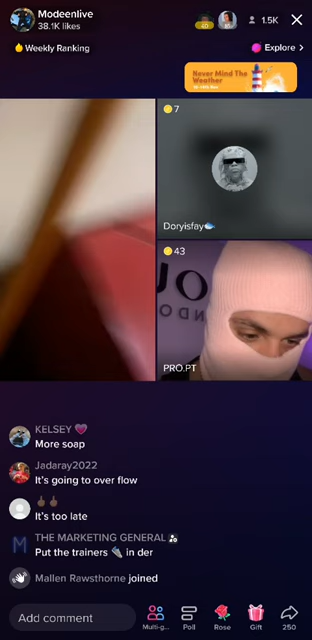 Modeenlive
38.1K likes
1.5K
Weekly Ranking
Explore >
Never Mind The
Weather
7
Doryisfay🐟
43
PRO.PT
KELSEY 💗
More soap
Jadaray2022
It's going to over flow
🖕🏿🖕🏿
It's too late
M THE MARKETING GENERAL
Put the trainers 👟 in der
Mallen Rawsthorne joined
Add comment
Multi-g...
Poll
Rose
Gift
250